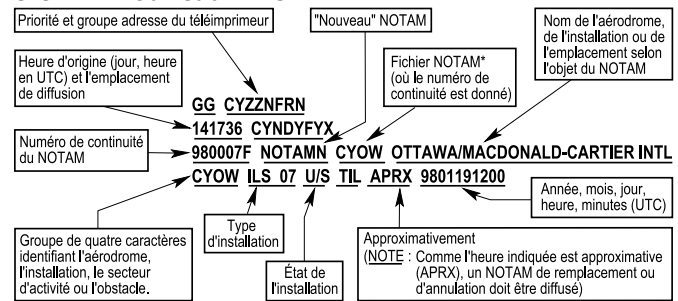 Priorité et groupe adresse du téléimprimeur
"Nouveau" NOTAM
Nom de l'aérodrome,
de l'installation ou de
l'emplacement selon
l'objet du NOTAM
Heure d'origine (jour, heure
en UTC) et l'emplacement
de diffusion
Fichier NOTAM*
(où le numéro de
continuité est donné)
Numéro de continuité
du NOTAM
GG CYZZNFRN
141736 CYNDYFYX
980007F NOTAMN CYOW OTTAWA/MACDONALD-CARTIER INTL
CYOW ILS 07 U/S TIL APRX 9801191200
Groupe de quatre caractères
identifiant l'aérodrome,
l'installation, le secteur
d'activité ou l'obstacle.
Type
d'installation
État de
l'installation
Approximativement
(NOTE : Comme l'heure indiquée est approximative
(APRX), un NOTAM de remplacement ou
d'annulation doit être diffusé)
Année, mois, jour,
heure, minutes (UTC)